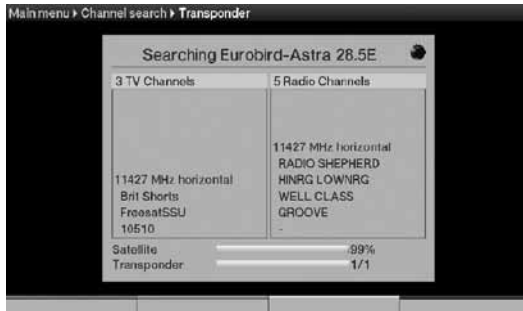 Main menu ▸ Channel search ▸ Transponder
Searching Eurobird-Astra 28.5E
3 TV Channels
11427 MHz horizontal
Brit Shorts
FreesatSSU
10510
5 Radio Channels
11427 MHz horizontal
RADIO SHEPHERD
HINRG LOWNRG
WELL CLASS
GROOVE
-
Satellite 99%
Transponder 1/1